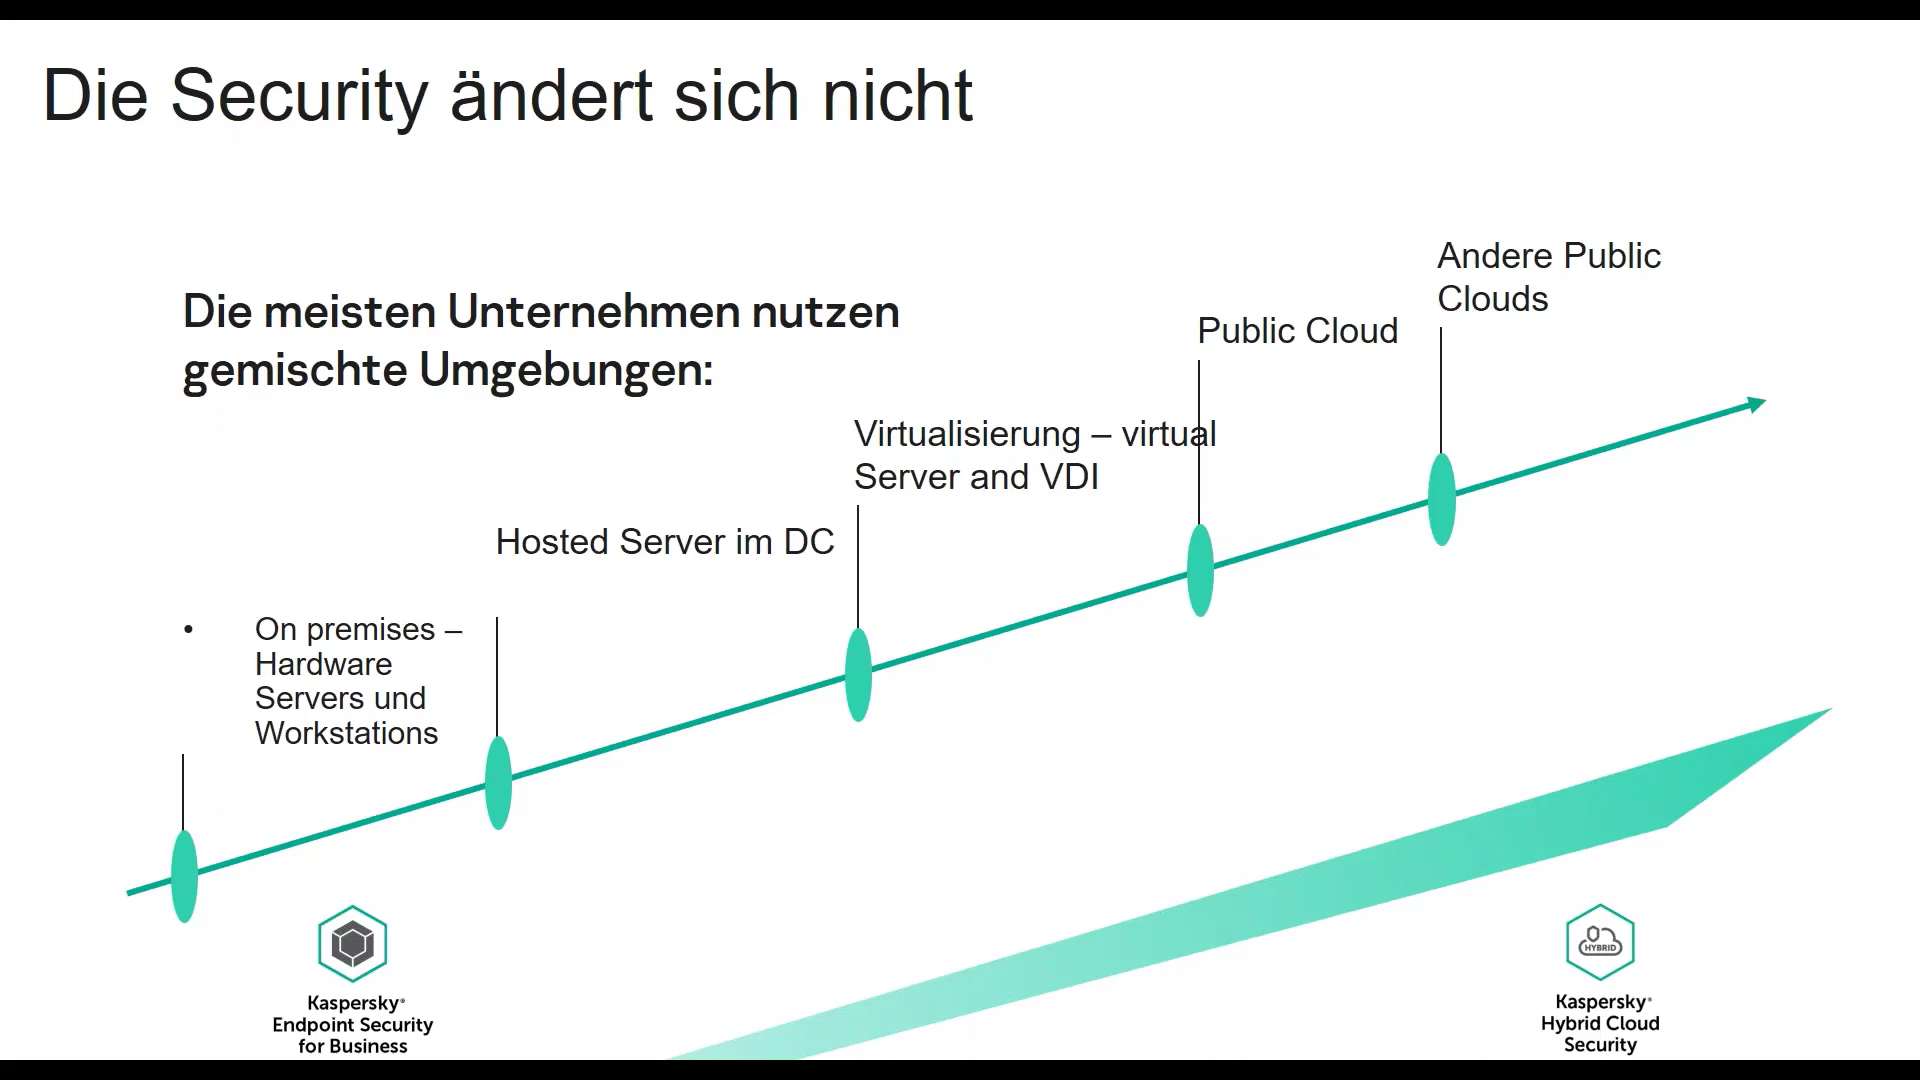 Die Security ändert sich nicht
Die meisten Unternehmen nutzen
gemischte Umgebungen:
• On premises –
Hardware
Servers und
Workstations
Hosted Server im DC
Virtualisierung – virtual
Server and VDI
Public Cloud
Andere Public
Clouds
Kaspersky®
Endpoint Security
for Business
HYBRID
Kaspersky®
Hybrid Cloud
Security